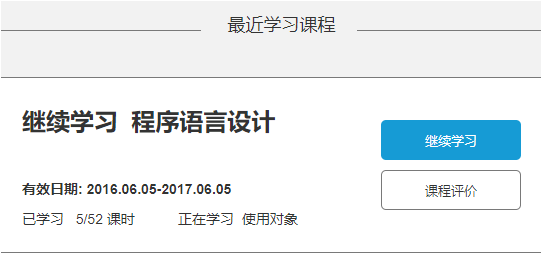 最近学习课程
继续学习 程序语言设计
继续学习
有效日期: 2016.06.05-2017.06.05
课程评价
已学习 5/52 课时 正在学习 使用对象